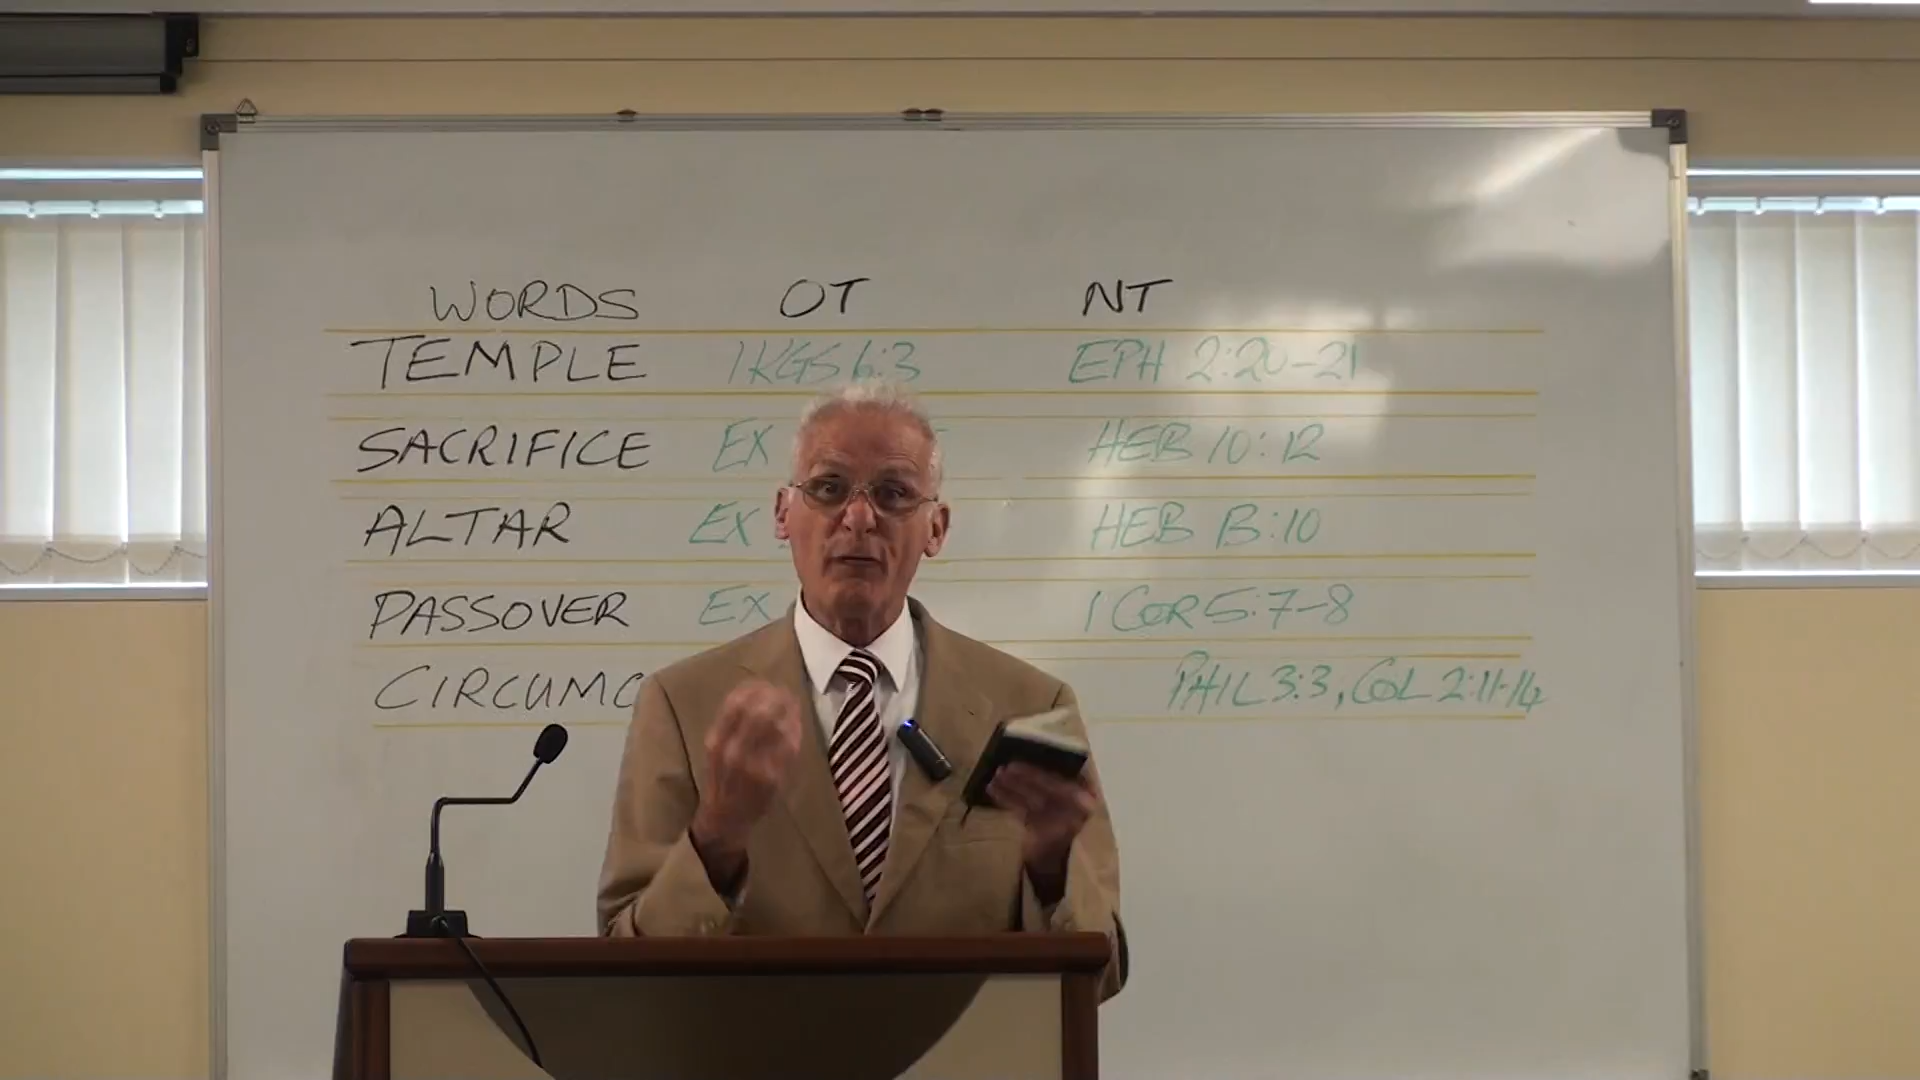 WORDS OT NT
TEMPLE 1KGS 6:3 EPH 2:20-21
SACRIFICE EX HEB 10:12
ALTAR EX HEB 13:10
PASSOVER EX 1 COR 5:7-8
CIRCUMC PHIL 3:3, COL 2:11-14